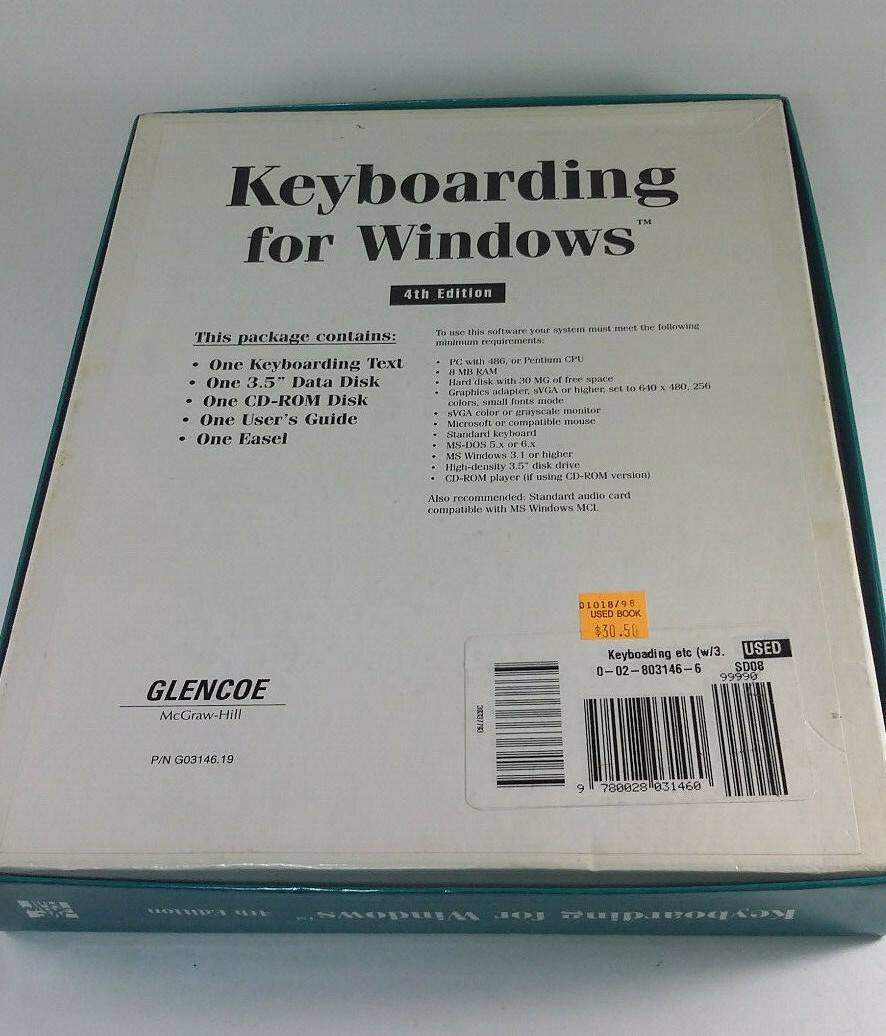 Keyboarding
for Windows™
4th Edition
This package contains:
• One Keyboarding Text
• One 3.5" Data Disk
• One CD-ROM Disk
• One User's Guide
• One Easel
To use this software your system must meet the following
minimum requirements:
• PC with 486, or Pentium CPU
• 8 MB RAM
• Hard disk with 30 MG of free space
• Graphics adapter, sVGA or higher, set to 640 x 480, 256
colors, small fonts mode
• sVGA color or grayscale monitor
• Microsoft or compatible mouse
• Standard keyboard
• MS-DOS 5.x or 6.x
• MS Windows 3.1 or higher
• High-density 3.5" disk drive
• CD-ROM player (if using CD-ROM version)
Also recommended: Standard audio card
compatible with MS Windows MCI.
01018/98
USED BOOK
$30.50
Keyboading etc (w/3. USED
0-02-803146-6 SD08
99990
9 780028 031460
GLENCOE
McGraw-Hill
P/N G03146.19
Keyboarding for Windows™ 4th Edition